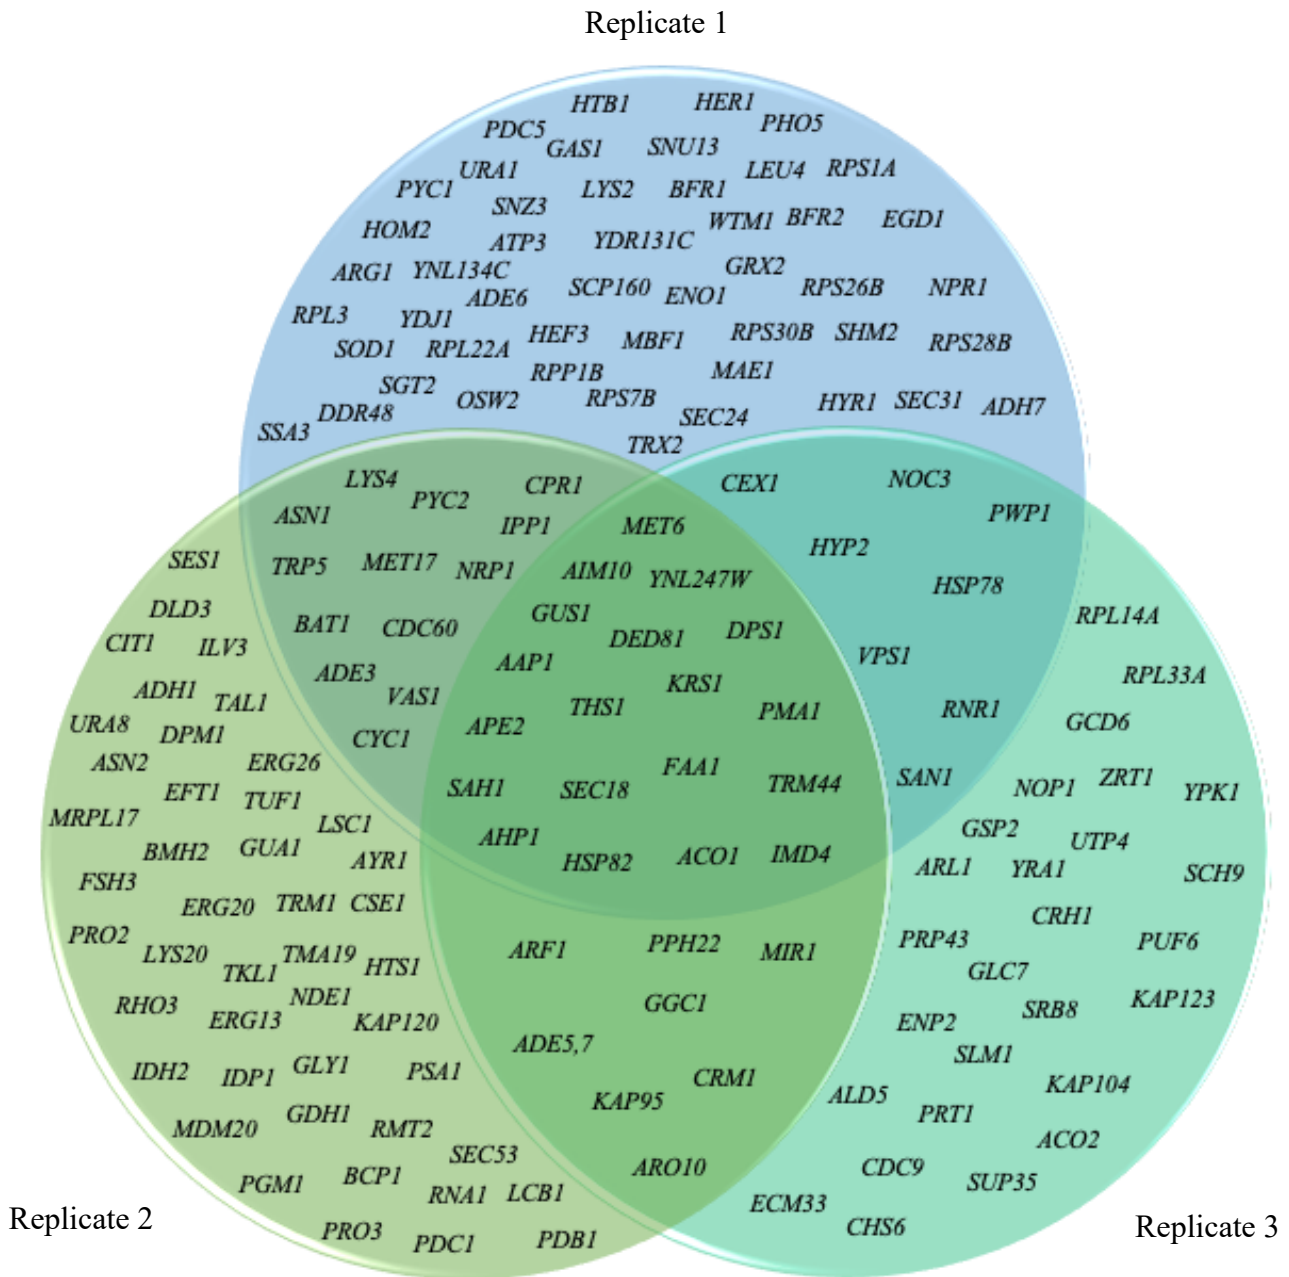 Replicate 1
HTB1
HER1
PDC5
PHO5
GAS1
SNU13
URA1
LEU4
RPS1A
PYC1
LYS2
BFR1
SNZ3
WTM1
BFR2
EGD1
HOM2
ATP3
YDR131C
ARG1
YNL134C
GRX2
ADE6
SCP160
ENO1
RPS26B
NPR1
RPL3
YDJ1
HEF3
MBF1
RPS30B
SHM2
RPS28B
SOD1
RPL22A
RPP1B
MAE1
SGT2
OSW2
RPS7B
HYR1
SEC31
ADH7
DDR48
SEC24
SSA3
TRX2
LYS4
PYC2
CPR1
ASN1
IPP1
TRP5
MET17
NRP1
BAT1
CDC60
ADE3
VAS1
CYC1
CEX1
NOC3
PWP1
HYP2
HSP78
VPS1
RNR1
SAN1
MET6
AIM10
YNL247W
GUS1
DED81
DPS1
AAP1
KRS1
THS1
PMA1
APE2
FAA1
TRM44
SAH1
SEC18
AHP1
HSP82
ACO1
IMD4
SES1
DLD3
CIT1
ILV3
ADH1
TAL1
URA8
DPM1
ASN2
ERG26
EFT1
TUF1
MRPL17
LSC1
BMH2
GUA1
AYR1
FSH3
ERG20
TRM1
CSE1
PRO2
LYS20
TMA19
TKL1
HTS1
RHO3
NDE1
ERG13
KAP120
IDH2
IDP1
GLY1
PSA1
MDM20
GDH1
RMT2
SEC53
PGM1
BCP1
RNA1
LCB1
PRO3
PDC1
PDB1
ARF1
PPH22
MIR1
GGC1
ADE5,7
CRM1
KAP95
ARO10
RPL14A
RPL33A
GCD6
NOP1
ZRT1
YPK1
GSP2
UTP4
ARL1
YRA1
SCH9
CRH1
PRP43
PUF6
GLC7
KAP123
ENP2
SRB8
SLM1
KAP104
ALD5
PRT1
ACO2
CDC9
SUP35
ECM33
CHS6
Replicate 2
Replicate 3